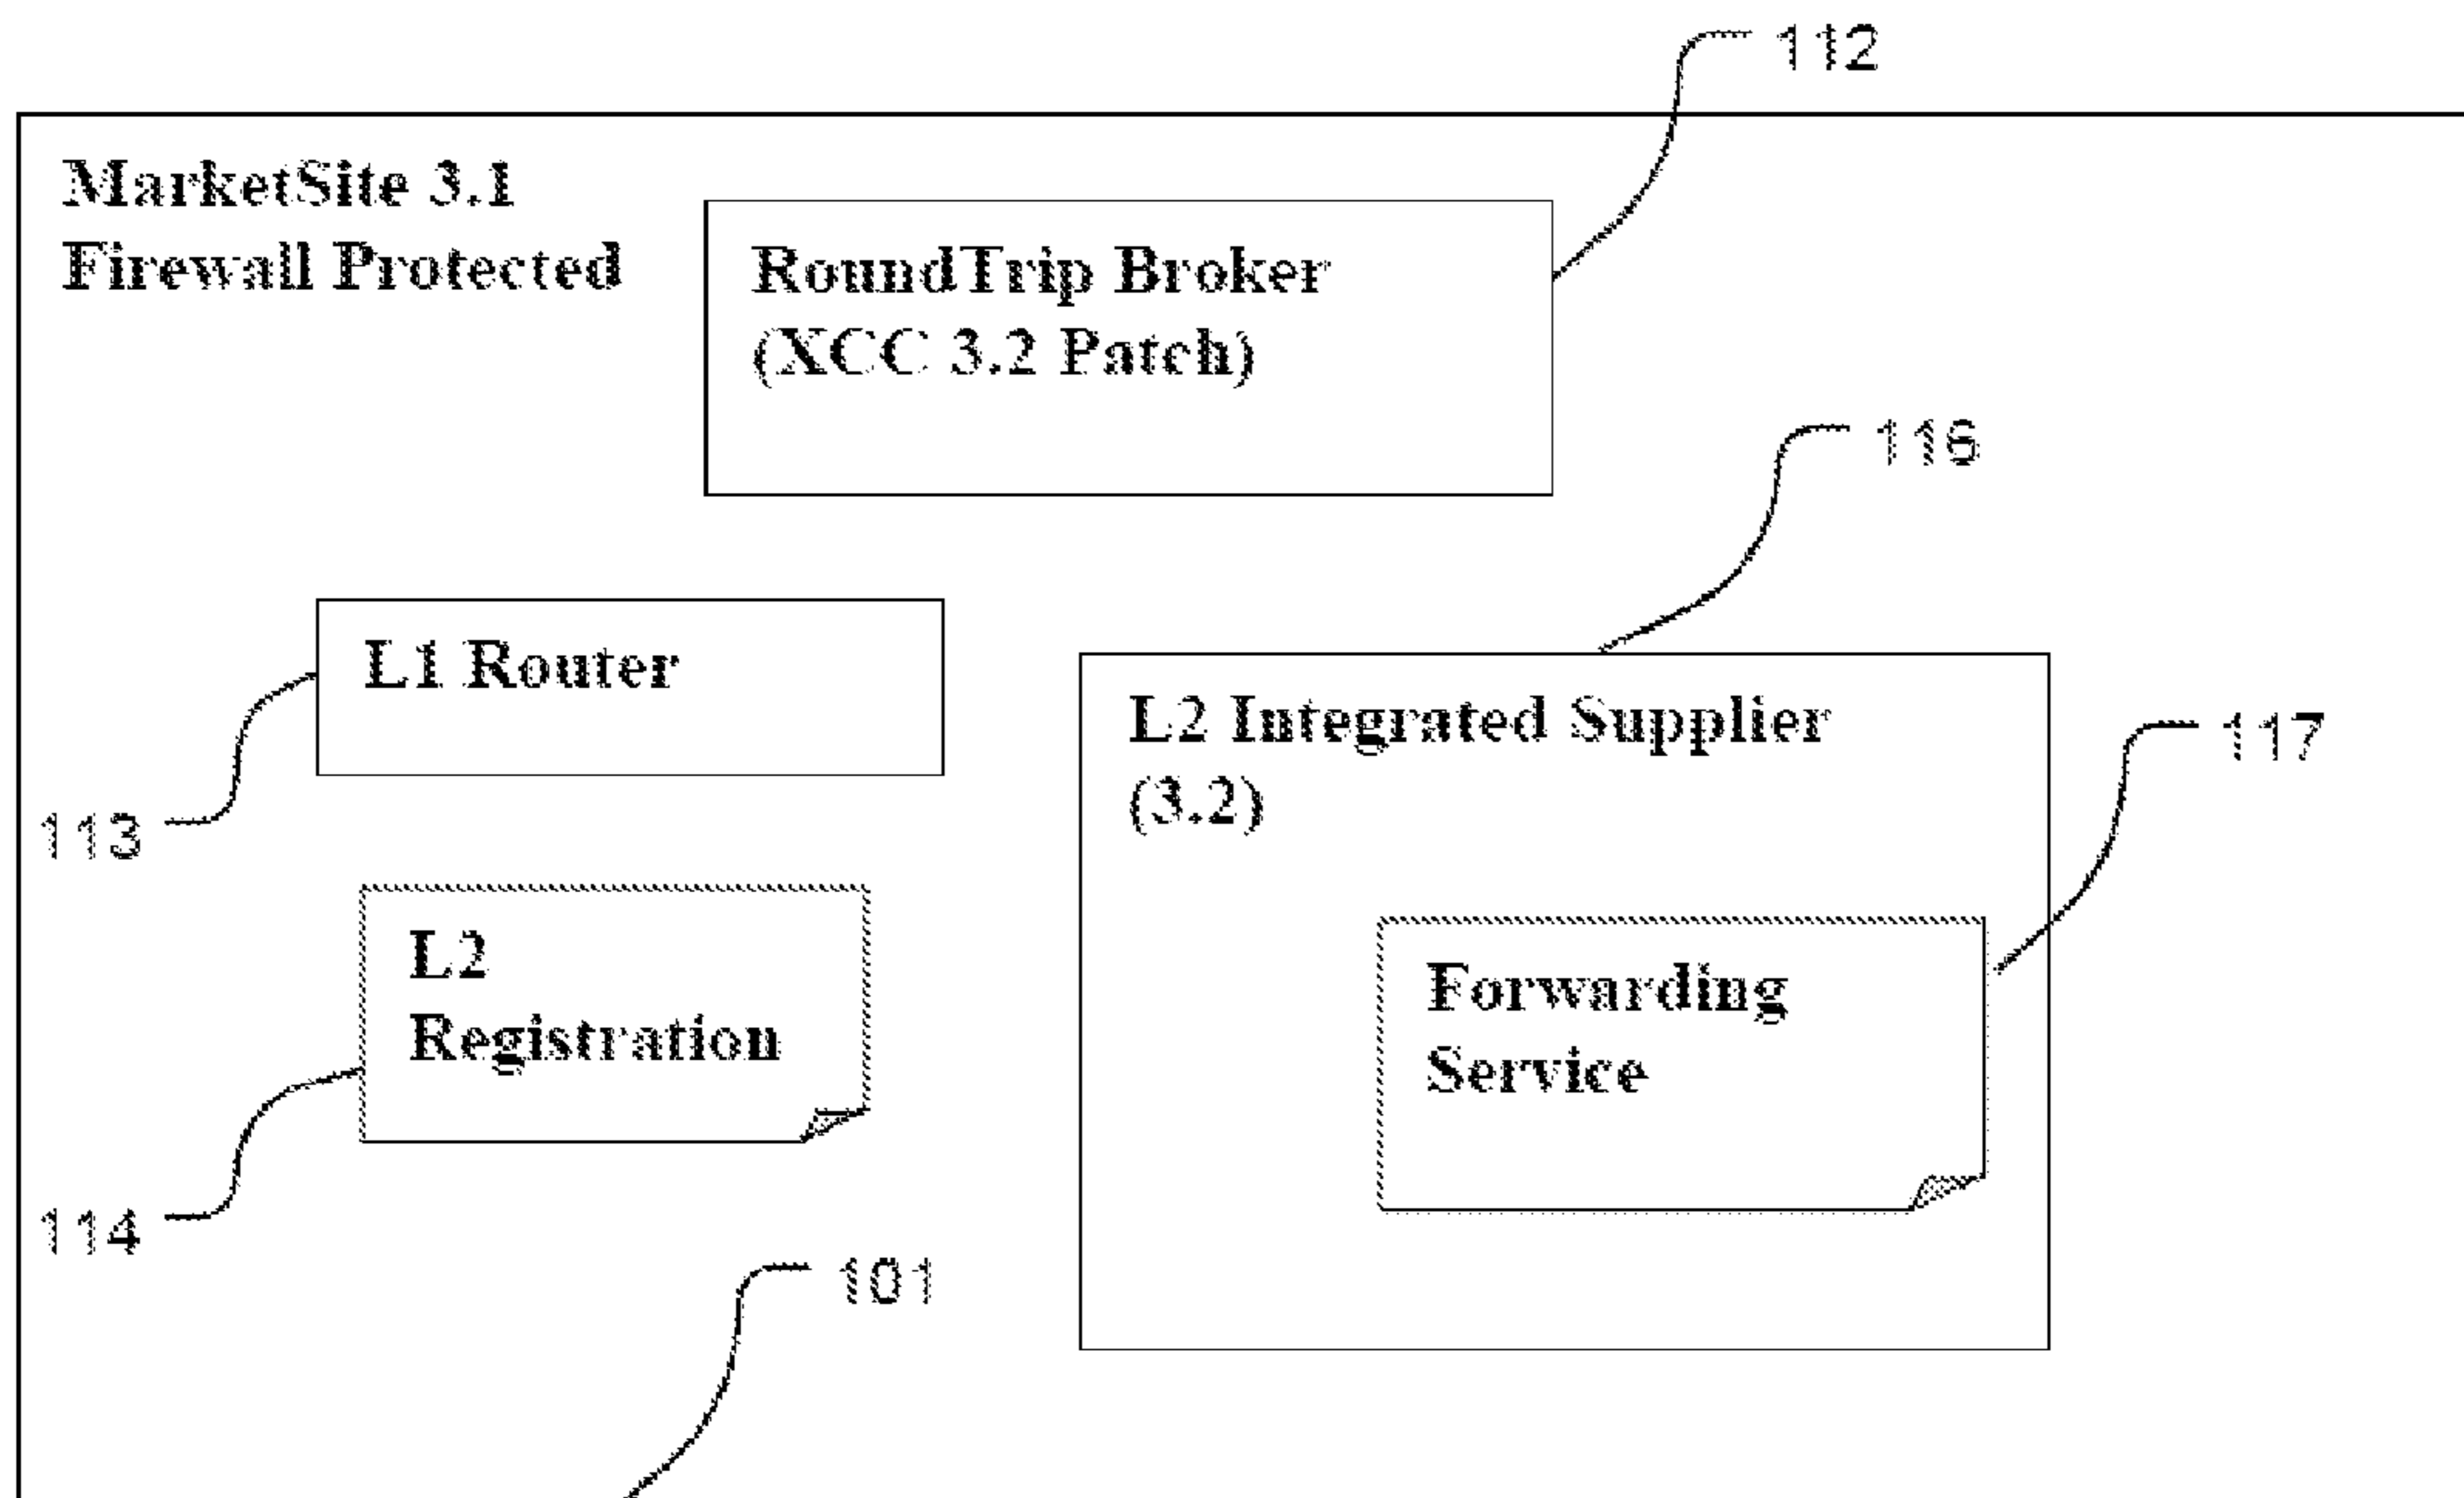 112
MarketSite 3.1
Firewall Protected
RoundTrip Broker
(XCC 3.2 Patch)
116
L1 Router
L2 Integrated Supplier
(3.2)
117
113
L2
Registration
Forwarding
Service
114
101